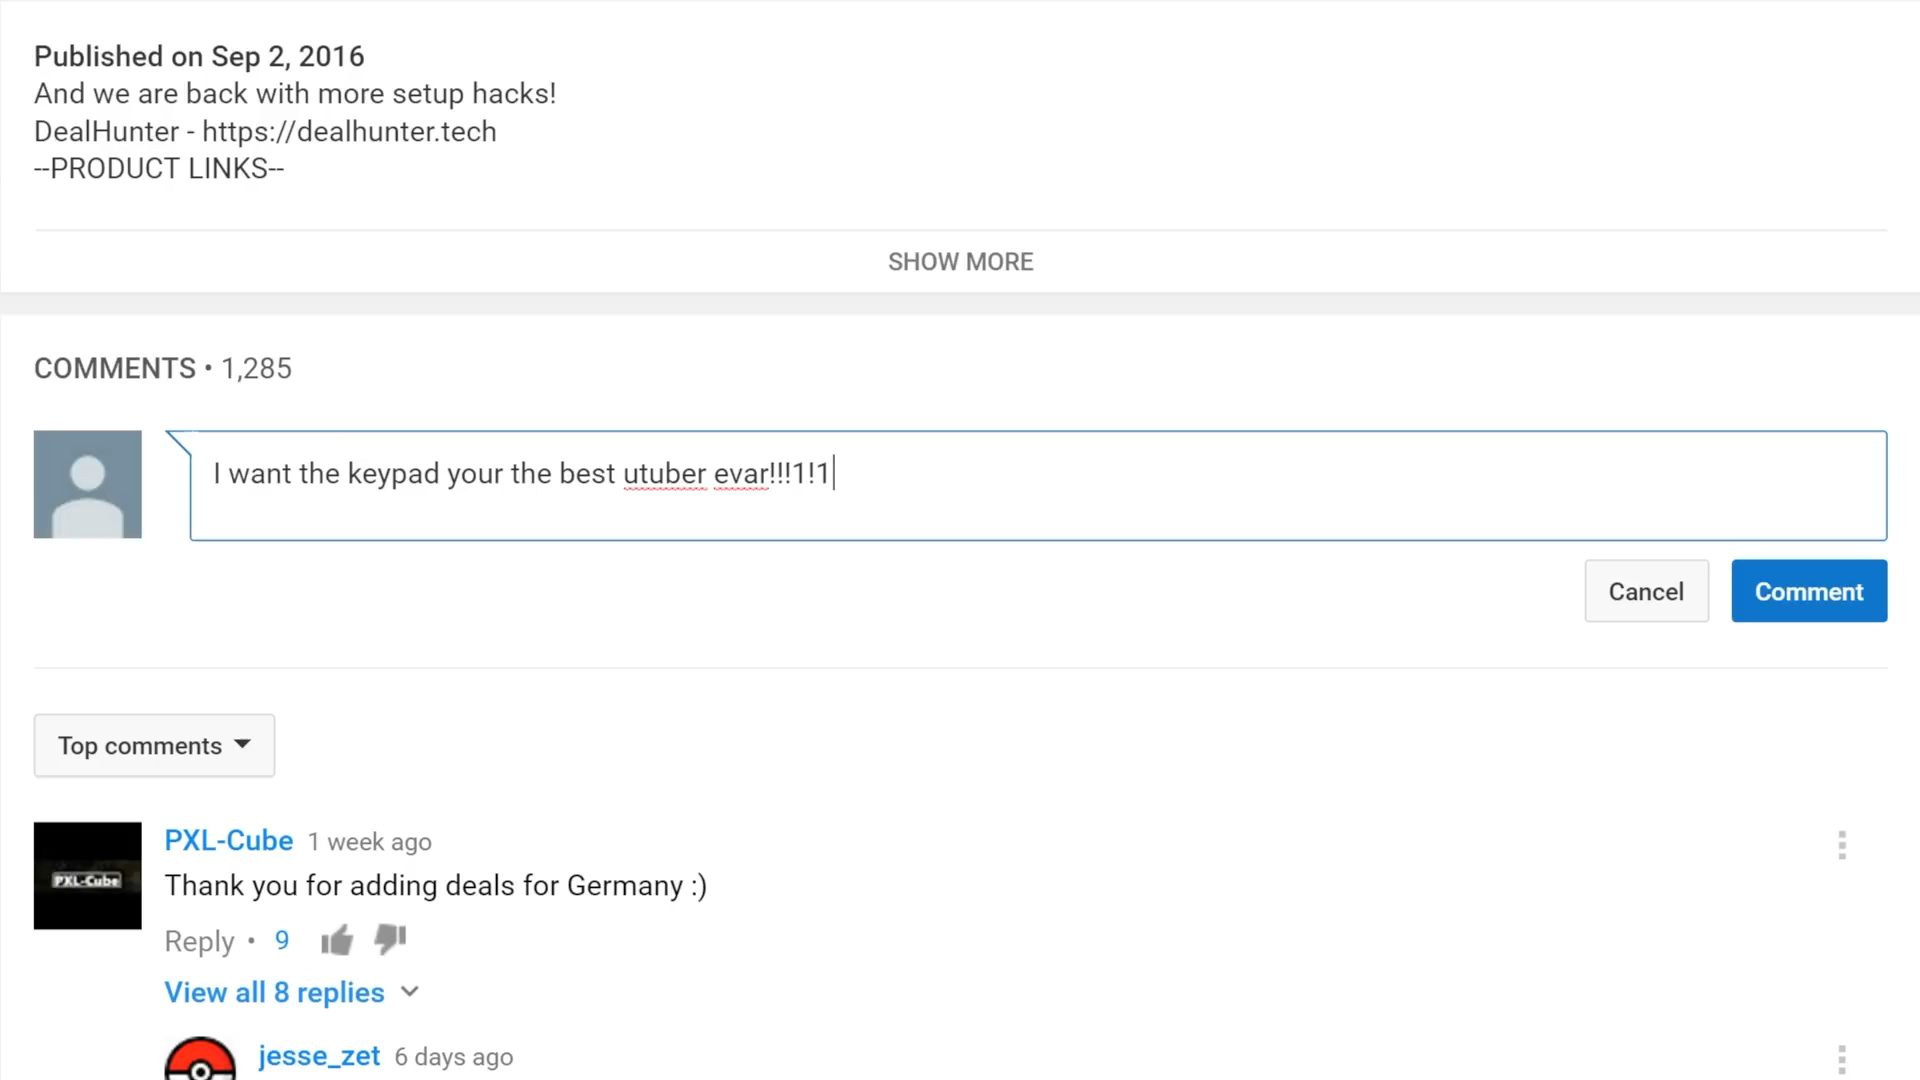 Published on Sep 2, 2016
And we are back with more setup hacks!
DealHunter - https://dealhunter.tech
--PRODUCT LINKS--
SHOW MORE
COMMENTS • 1,285
I want the keypad your the best utuber evar!!!1!1
Cancel
Comment
Top comments
PXL-Cube
PXL-Cube 1 week ago
Thank you for adding deals for Germany :)
Reply • 9
View all 8 replies
jesse_zet 6 days ago